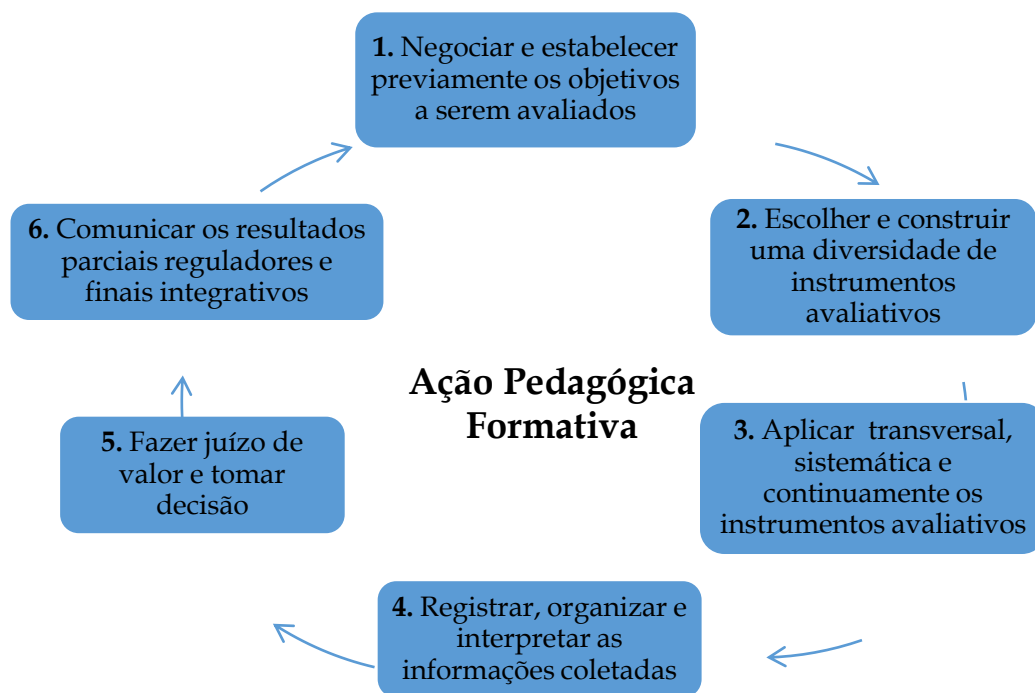 1. Negociar e estabelecer
previamente os objetivos
a serem avaliados
2. Escolher e construir
uma diversidade de
instrumentos
avaliativos
3. Aplicar transversal,
sistemática e
continuamente os
instrumentos avaliativos
4. Registrar, organizar e
interpretar as
informações coletadas
5. Fazer juízo de
valor e tomar
decisão
6. Comunicar os resultados
parciais reguladores e
finais integrativos
Ação Pedagógica
Formativa